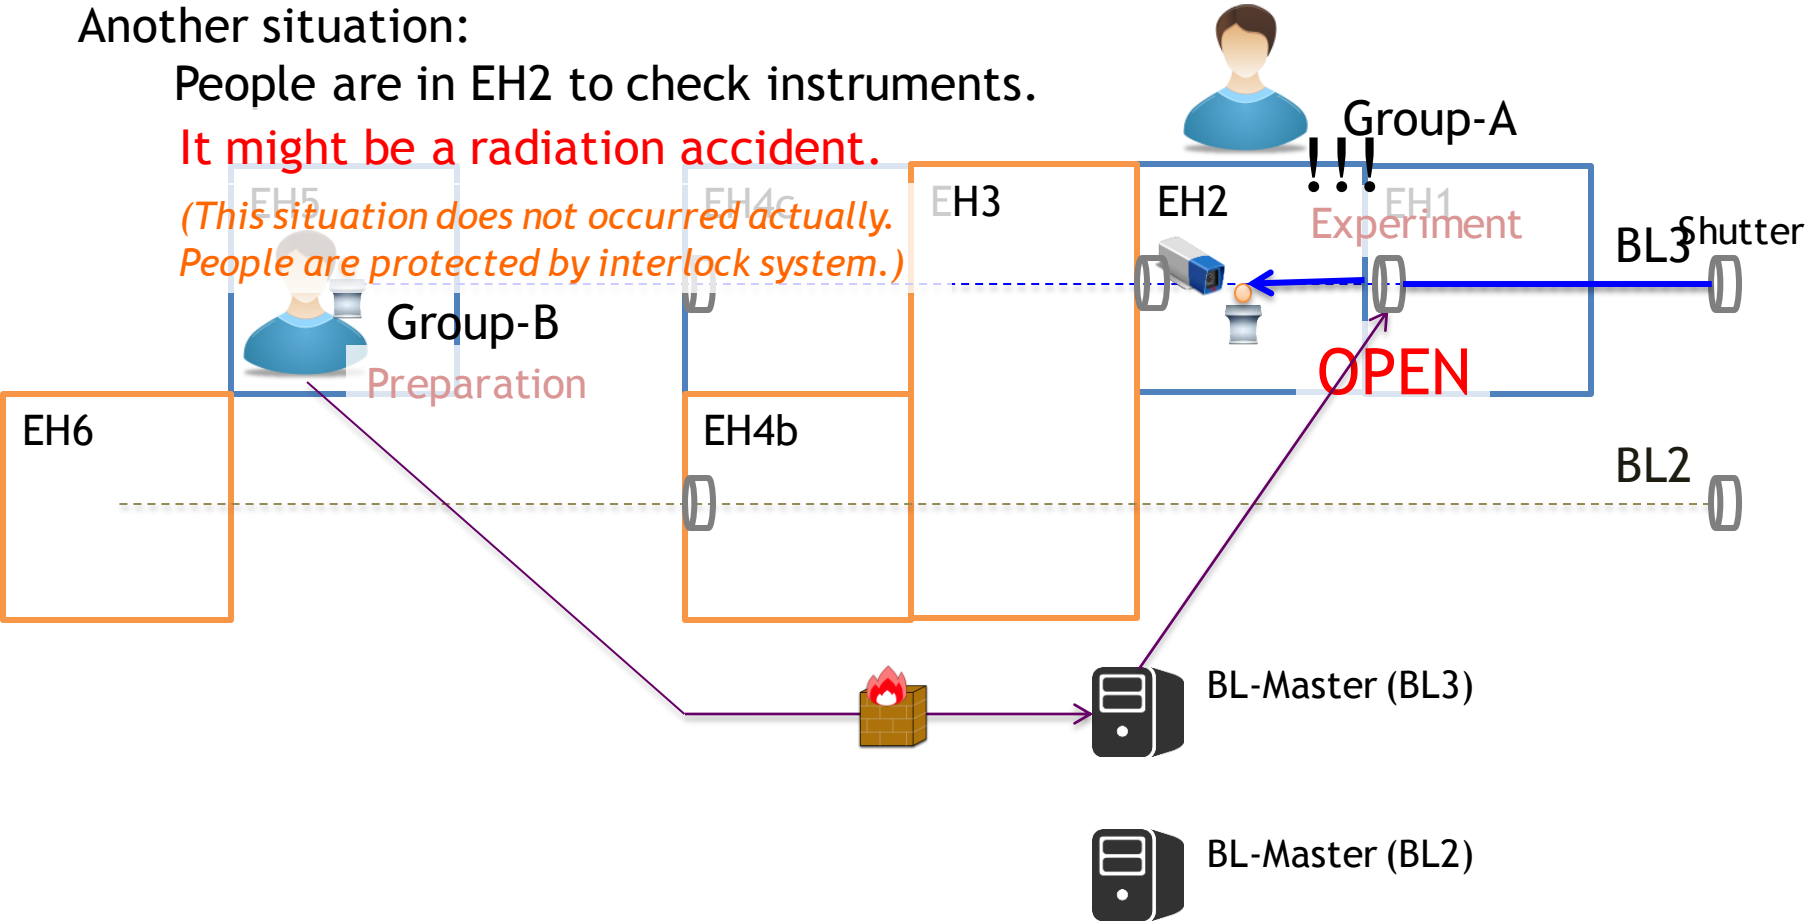 Another situation:
People are in EH2 to check instruments.
It might be a radiation accident.
(This situation does not occurred actually.
People are protected by interlock system.)
Group-A
!!!
EH5
EH4c
EH3
EH2
EH1
Experiment
BL3
Shutter
Group-B
Preparation
OPEN
EH6
EH4b
BL2
BL-Master (BL3)
BL-Master (BL2)